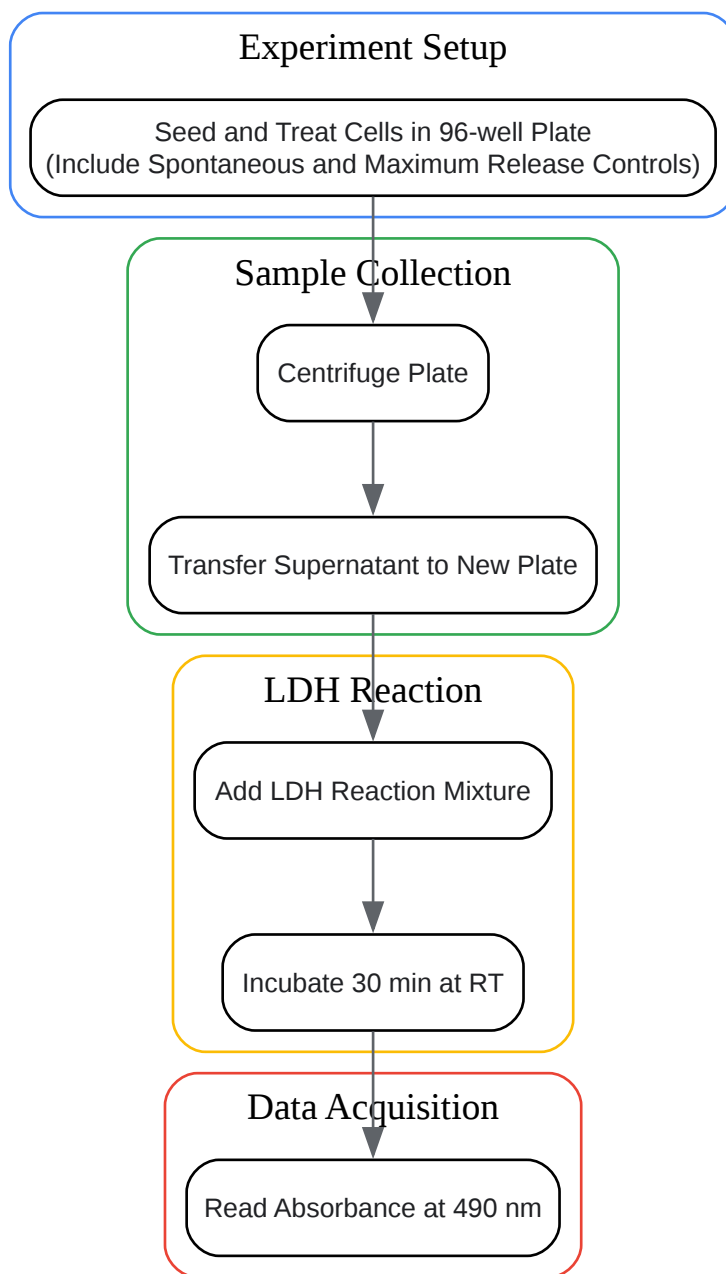 Experiment Setup
Seed and Treat Cells in 96-well Plate
(Include Spontaneous and Maximum Release Controls)
Sample Collection
Centrifuge Plate
Transfer Supernatant to New Plate
LDH Reaction
Add LDH Reaction Mixture
Incubate 30 min at RT
Data Acquisition
Read Absorbance at 490 nm